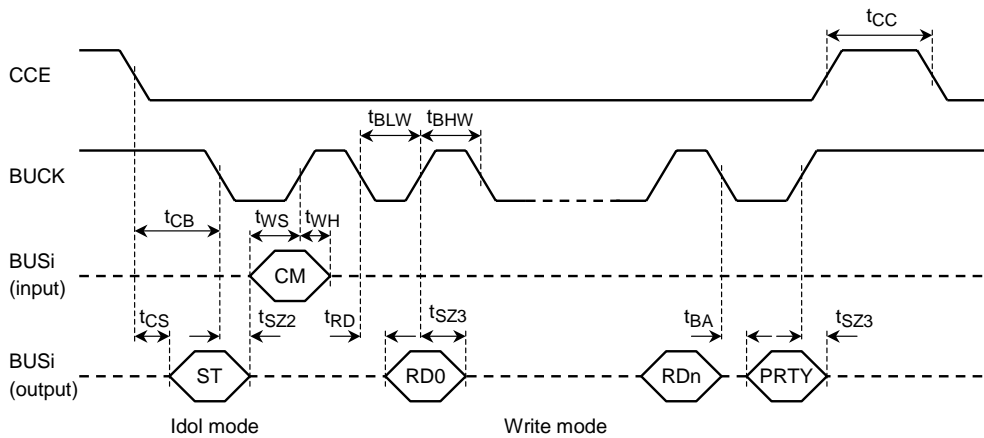 tCC
CCE
tBLW
tBHW
BUCK
tCB
tWS
tWH
BUSi
(input)
CM
tCS
tSZ2
tRD
tSZ3
tBA
tSZ3
BUSi
(output)
ST
RD0
RDn
PRTY
Idol mode
Write mode